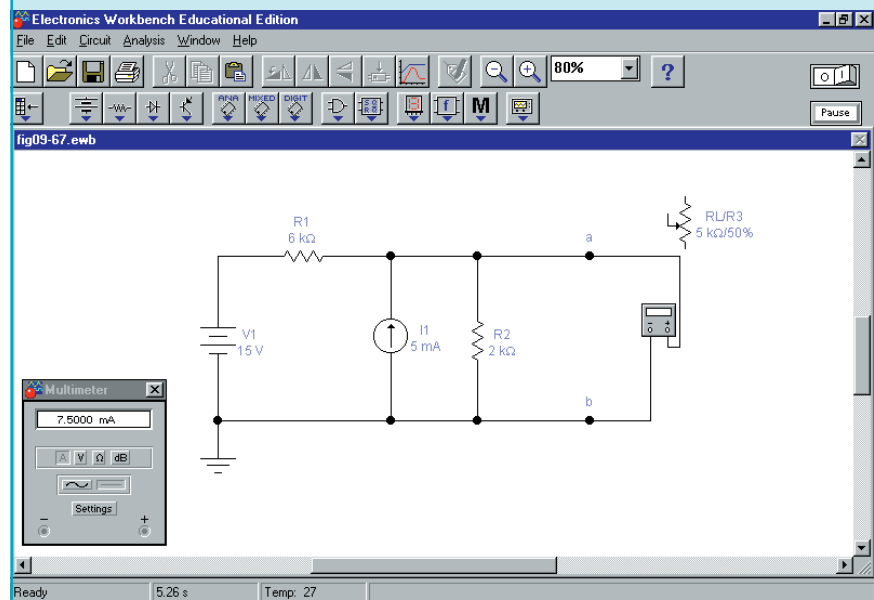 Electronics Workbench Educational Edition
File Edit Circuit Analysis Window Help
80% ?
ANA MIXED DIGIT M
Pause
fig09-67.ewb
R1
6 kΩ
RL/R3
5 kΩ/50%
a
V1
15 V
I1
5 mA
R2
2 kΩ
b
Multimeter
7.5000 mA
A V Ω dB
Settings
- +
Ready 5.26 s Temp: 27